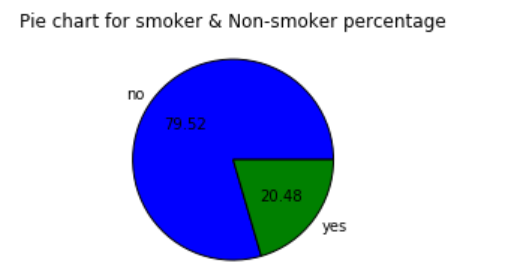 Pie chart for smoker & Non-smoker percentage
no
79.52
20.48
yes